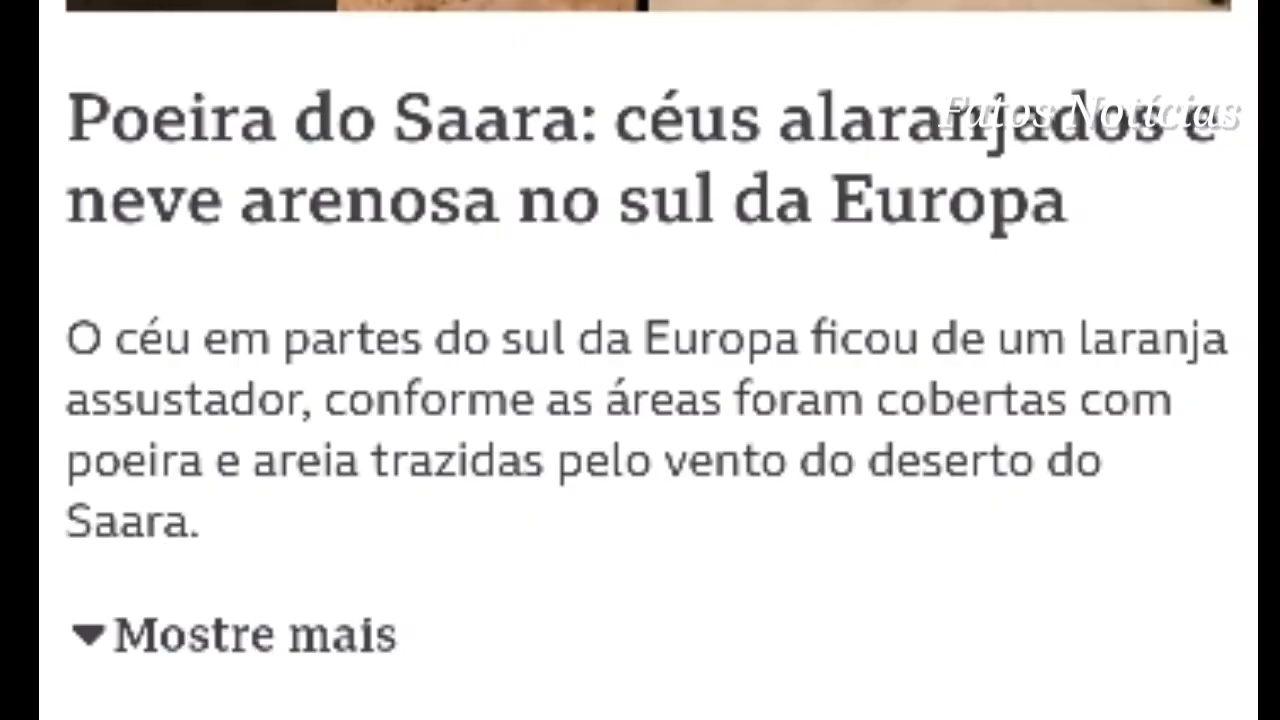 Poeira do Saara: céus alaranjados e
Fatos Notícias
neve arenosa no sul da Europa
O céu em partes do sul da Europa ficou de um laranja
assustador, conforme as áreas foram cobertas com
poeira e areia trazidas pelo vento do deserto do
Saara.
Mostre mais